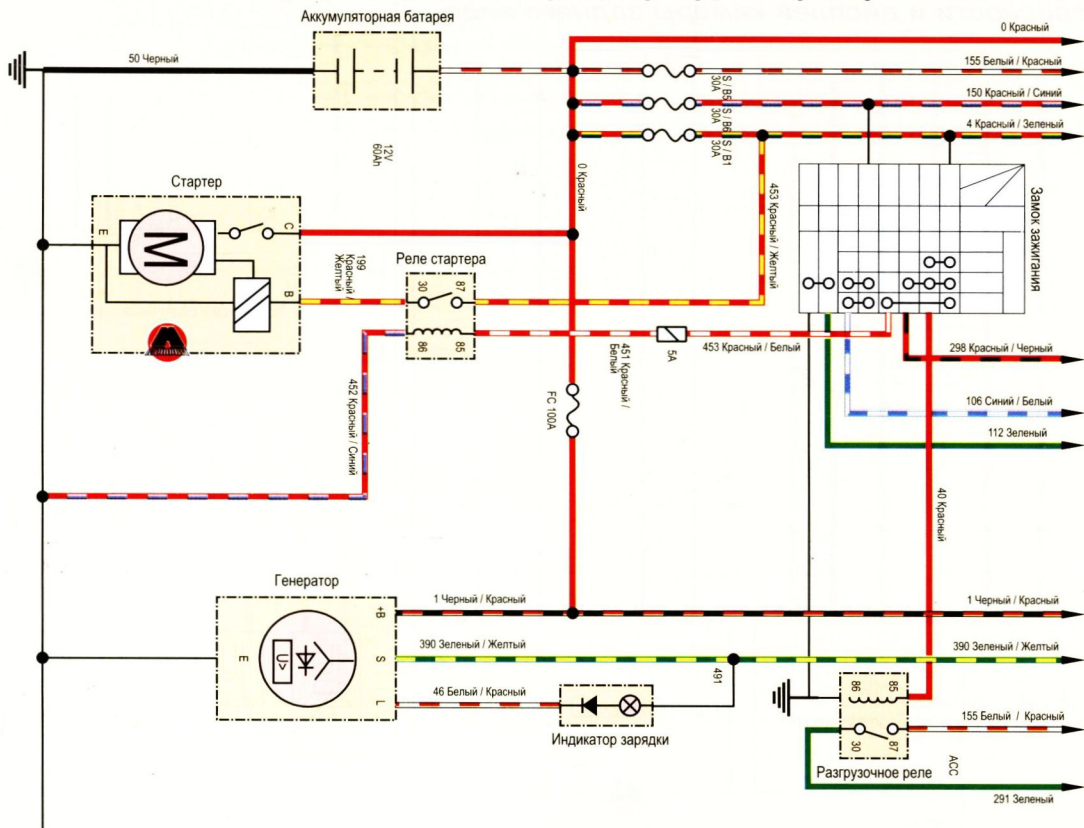 Аккумуляторная батарея
0 Красный
50 Черный
155 Белый / Красный
S / B5
30A
150 Красный / Синий
S / B6
30A
4 Красный / Зеленый
S / B1
30A
12V
60Ah
0 Красный
453 Красный / Желтый
Замок зажигания
Стартер
M
E
C
B
199
Красный /
Желтый
Реле стартера
30
87
86
85
5A
453 Красный / Белый
451 Красный /
Белый
298 Красный / Черный
106 Синий / Белый
112 Зеленый
452 Красный / Синий
FC 100A
40 Красный
Генератор
+B
1 Черный / Красный
1 Черный / Красный
S
390 Зеленый / Желтый
390 Зеленый / Желтый
E
U>
L
46 Белый / Красный
491
Индикатор зарядки
86
85
30
87
155 Белый / Красный
ACC
Разгрузочное реле
291 Зеленый